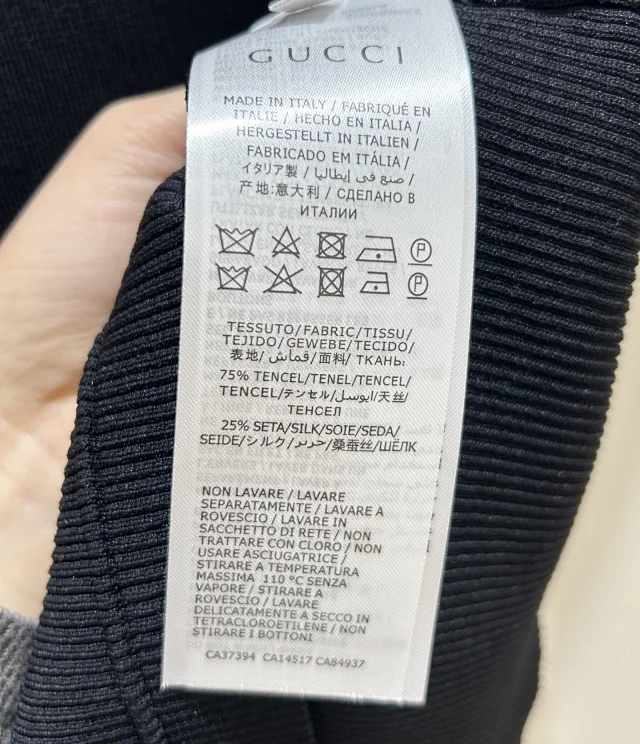 GUCCI
MADE IN ITALY / FABRIQUÉ EN
ITALIE / HECHO EN ITALIA /
HERGESTELLT IN ITALIEN /
FABRICADO EM ITÁLIA /
イタリア製 / صنع في إيطاليا /
产地:意大利 / СДЕЛАНО В
ИТАЛИИ
P
P
TESSUTO/FABRIC/TISSU/
TEJIDO/GEWEBE/TECIDO/
表地/ قماش/面料/ ТКАНЬ:
75% TENCEL/TENEL/TENCEL/
TENCEL/テンセル/ابوسل/天丝/
ТЕНСЕЛ
25% SETA/SILK/SOIE/SEDA/
SEIDE/シルク/حرير/桑蚕丝/ШЁЛК
NON LAVARE / LAVARE
SEPARATAMENTE / LAVARE A
ROVESCIO / LAVARE IN
SACCHETTO DI RETE / NON
TRATTARE CON CLORO / NON
USARE ASCIUGATRICE /
STIRARE A TEMPERATURA
MASSIMA 110 °C SENZA
VAPORE / STIRARE A
ROVESCIO / LAVARE
DELICATAMENTE A SECCO IN
TETRACLOROETILENE / NON
STIRARE I BOTTONI
CA37394 CA14517 CA84937